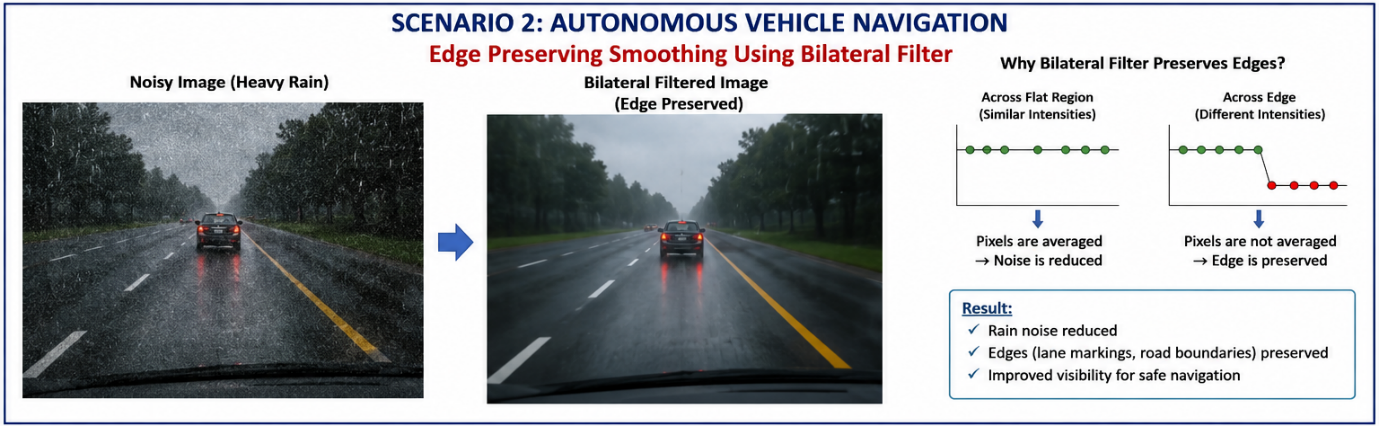 SCENARIO 2: AUTONOMOUS VEHICLE NAVIGATION
Edge Preserving Smoothing Using Bilateral Filter
Noisy Image (Heavy Rain)
Bilateral Filtered Image
(Edge Preserved)
Why Bilateral Filter Preserves Edges?
Across Flat Region
(Similar Intensities)
Pixels are averaged
→ Noise is reduced
Across Edge
(Different Intensities)
Pixels are not averaged
→ Edge is preserved
Result:
✓ Rain noise reduced
✓ Edges (lane markings, road boundaries) preserved
✓ Improved visibility for safe navigation